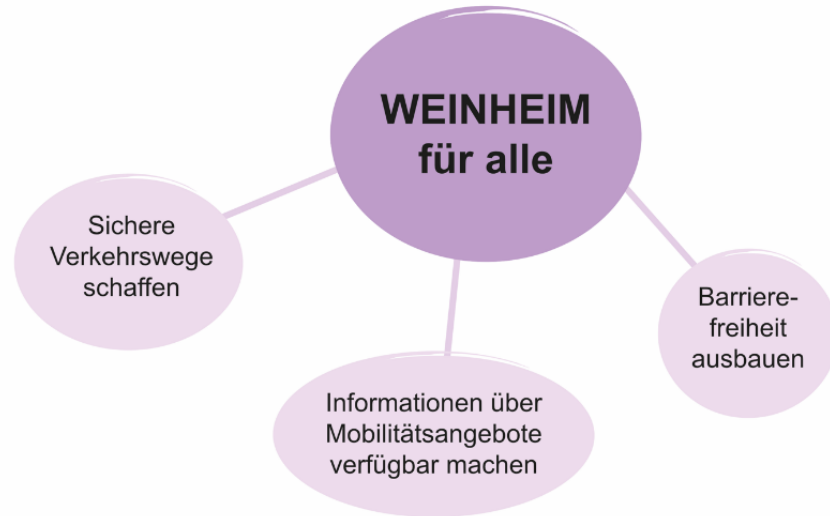 WEINHEIM
für alle
Sichere
Verkehrswege
schaffen
Informationen über
Mobilitätsangebote
verfügbar machen
Barriere-
freiheit
ausbauen